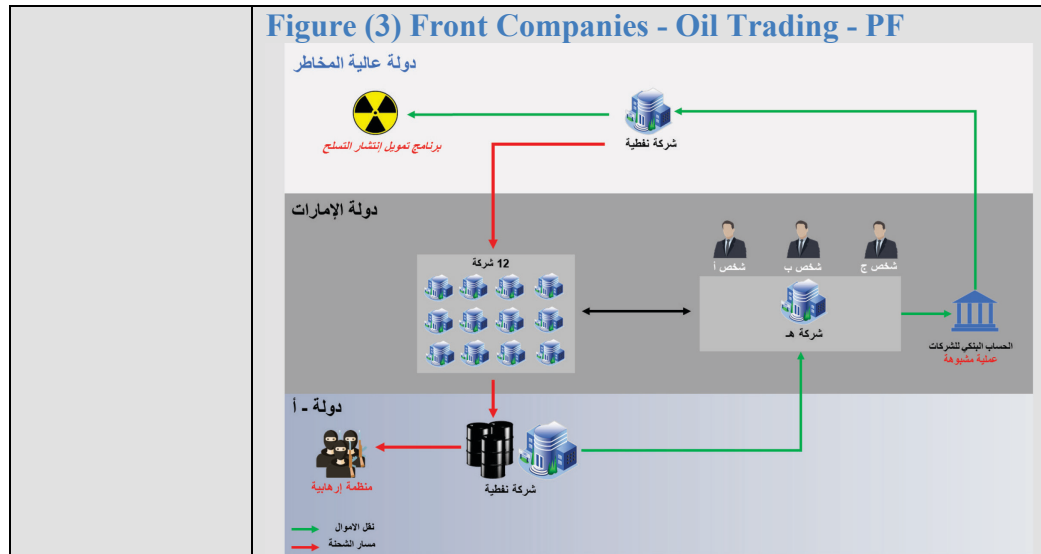 Figure (3) Front Companies - Oil Trading - PF
دولة عالية المخاطر
برنامج تمويل إنتشار التسلح
شركة نفطية
دولة الإمارات
12 شركة
شخص أ
شخص ب
شخص ج
شركة هـ
الحساب البنكي للشركات
عملية مشبوهة
دولة - أ
منظمة إرهابية
شركة نفطية
نقل الاموال
مسار الشحنة